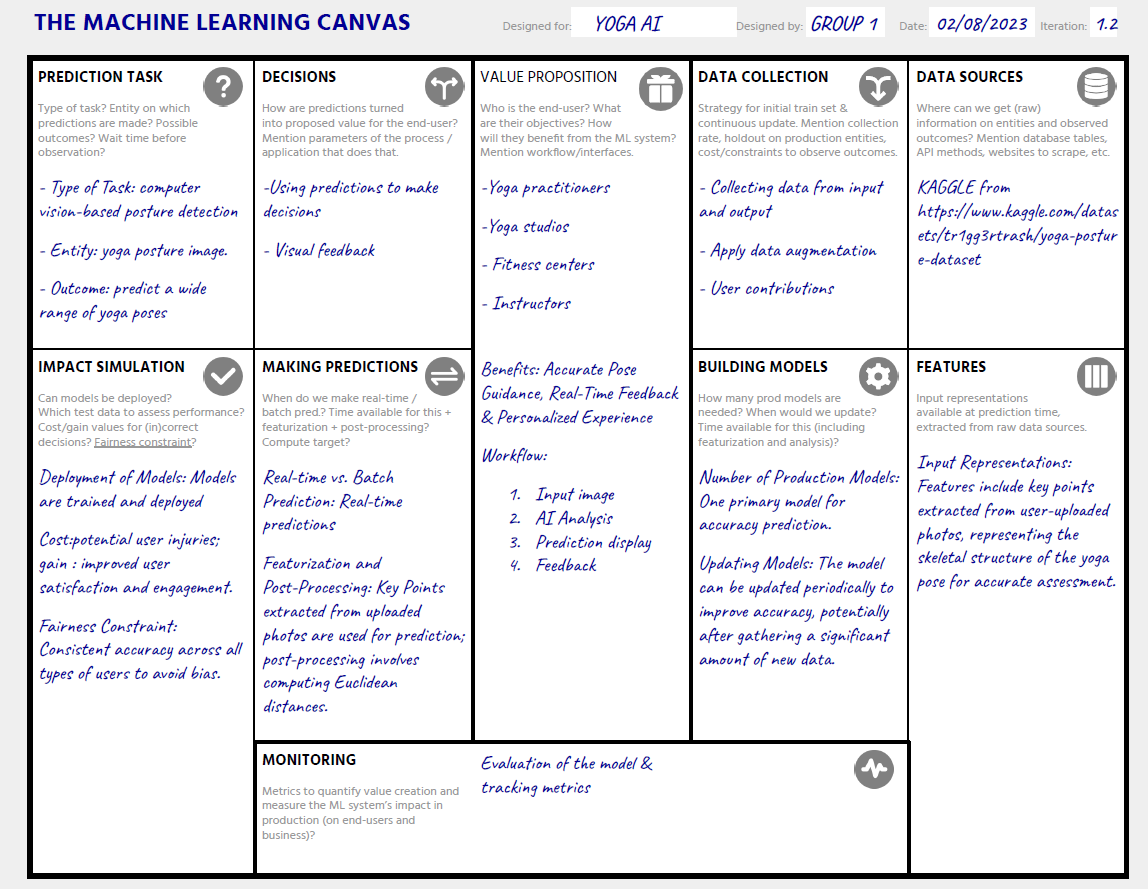 THE MACHINE LEARNING CANVAS
Designed for: YOGA AI
Designed by: GROUP 1
Date: 02/08/2023
Iteration: 1.2
PREDICTION TASK
Type of task? Entity on which
predictions are made? Possible
outcomes? Wait time before
observation?
- Type of Task: computer
vision-based posture detection
- Entity: yoga posture image.
- Outcome: predict a wide
range of yoga poses
DECISIONS
How are predictions turned
into proposed value for the end-user?
Mention parameters of the process /
application that does that.
-Using predictions to make
decisions
- Visual feedback
VALUE PROPOSITION
Who is the end-user? What
are their objectives? How
will they benefit from the ML system?
Mention workflow/interfaces.
-Yoga practitioners
-Yoga studios
- Fitness centers
- Instructors
Benefits: Accurate Pose
Guidance, Real-Time Feedback
& Personalized Experience
Workflow:
1. Input image
2. AI Analysis
3. Prediction display
4. Feedback
DATA COLLECTION
Strategy for initial train set &
continuous update. Mention collection
rate, holdout on production entities,
cost/constraints to observe outcomes.
- Collecting data from input
and output
- Apply data augmentation
- User contributions
DATA SOURCES
Where can we get (raw)
information on entities and observed
outcomes? Mention database tables,
API methods, websites to scrape, etc.
KAGGLE from
https://www.kaggle.com/datas
ets/tr1gg3rtrash/yoga-postur
e-dataset
IMPACT SIMULATION
Can models be deployed?
Which test data to assess performance?
Cost/gain values for (in)correct
decisions? Fairness constraint?
Deployment of Models: Models
are trained and deployed
Cost:potential user injuries;
gain : improved user
satisfaction and engagement.
Fairness Constraint:
Consistent accuracy across all
types of users to avoid bias.
MAKING PREDICTIONS
When do we make real-time /
batch pred.? Time available for this +
featurization + post-processing?
Compute target?
Real-time vs. Batch
Prediction: Real-time
predictions
Featurization and
Post-Processing: Key Points
extracted from uploaded
photos are used for prediction;
post-processing involves
computing Euclidean
distances.
BUILDING MODELS
How many prod models are
needed? When would we update?
Time available for this (including
featurization and analysis)?
Number of Production Models:
One primary model for
accuracy prediction.
Updating Models: The model
can be updated periodically to
improve accuracy, potentially
after gathering a significant
amount of new data.
FEATURES
Input representations
available at prediction time,
extracted from raw data sources.
Input Representations:
Features include key points
extracted from user-uploaded
photos, representing the
skeletal structure of the yoga
pose for accurate assessment.
MONITORING
Metrics to quantify value creation and
measure the ML system's impact in
production (on end-users and
business)?
Evaluation of the model &
tracking metrics